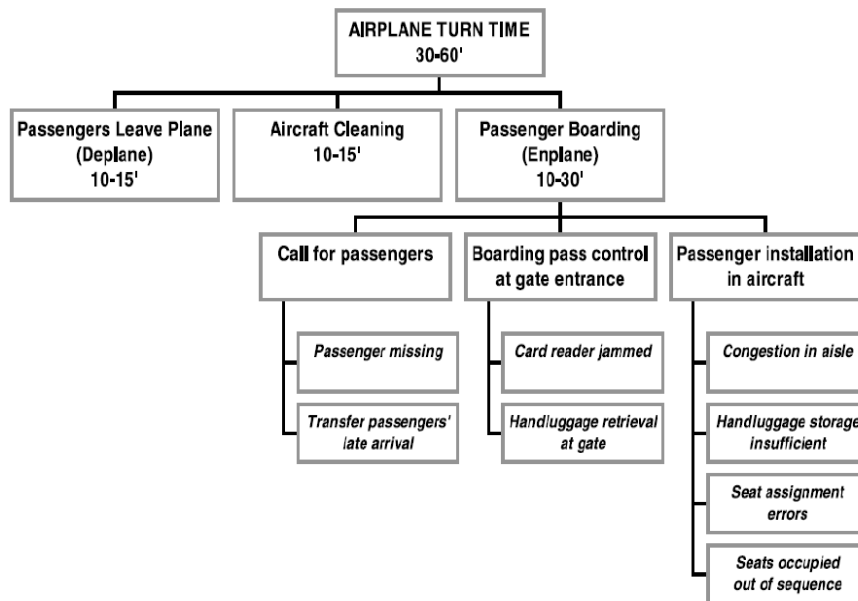 AIRPLANE TURN TIME
30-60'
Passengers Leave Plane
(Deplane)
10-15'
Aircraft Cleaning
10-15'
Passenger Boarding
(Enplane)
10-30'
Call for passengers
Boarding pass control
at gate entrance
Passenger installation
in aircraft
Passenger missing
Card reader jammed
Congestion in aisle
Transfer passengers'
late arrival
Handluggage retrieval
at gate
Handluggage storage
insufficient
Seat assignment
errors
Seats occupied
out of sequence